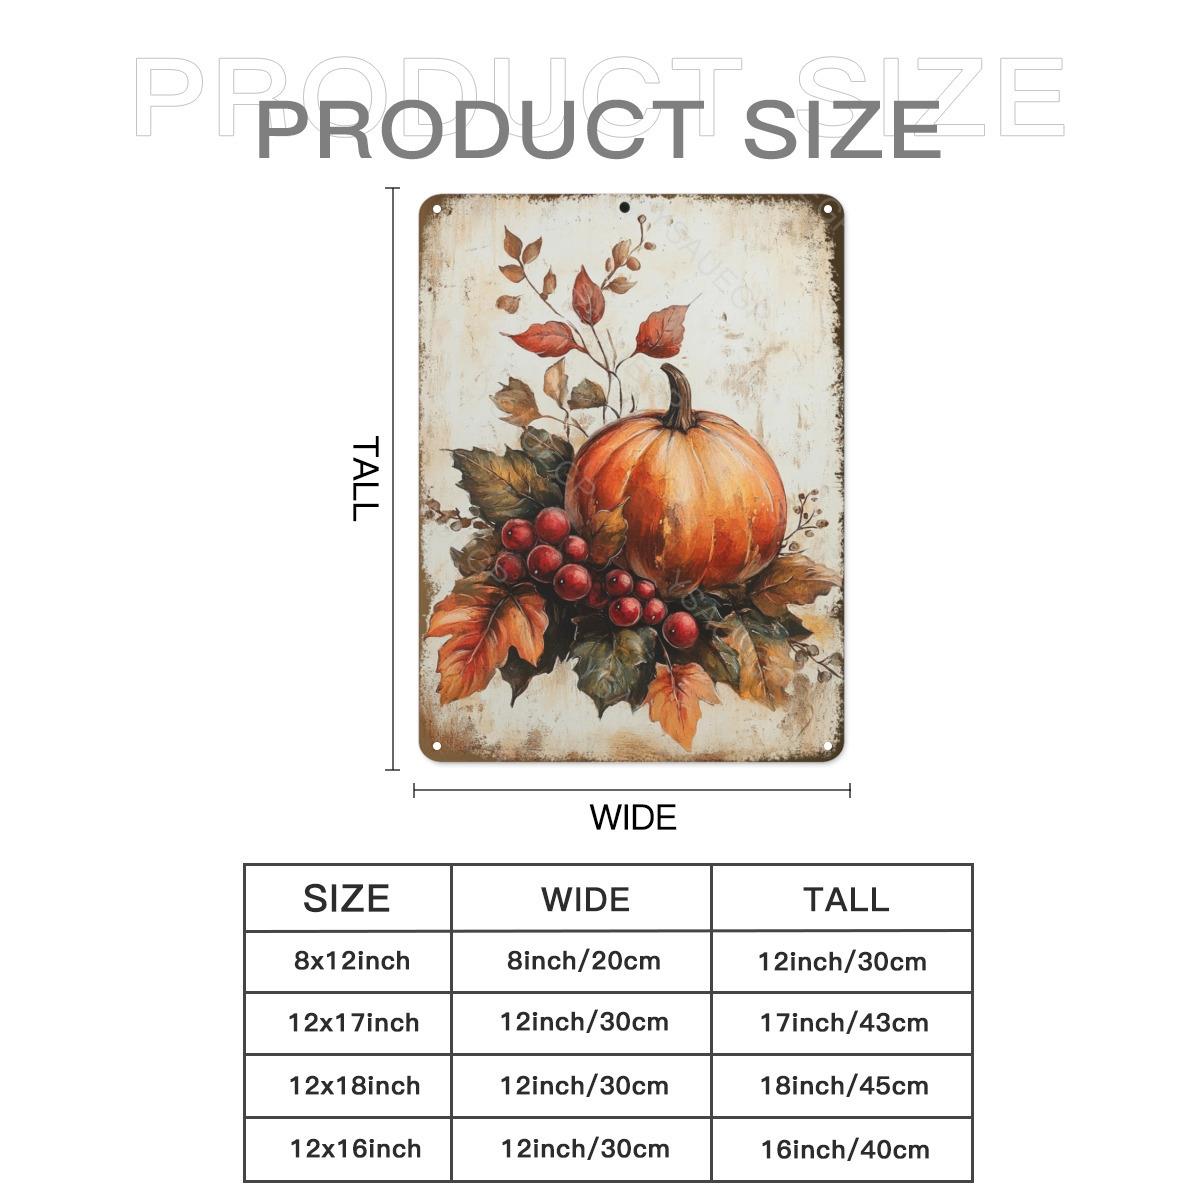 PRODUCT SIZE
PRODUCT SIZE
TALL
WIDE
SIZE WIDE TALL
8x12inch 8inch/20cm 12inch/30cm
12x17inch 12inch/30cm 17inch/43cm
12x18inch 12inch/30cm 18inch/45cm
12x16inch 12inch/30cm 16inch/40cm